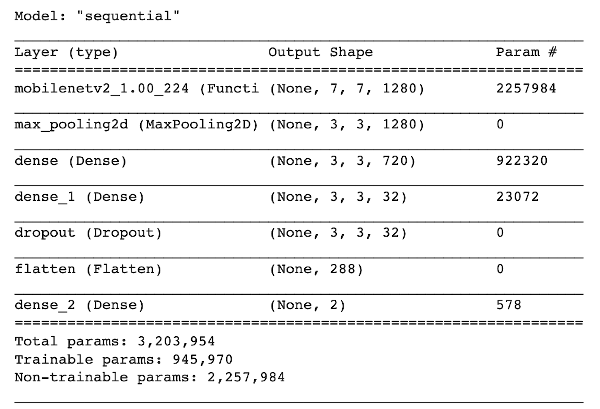 Model: "sequential"
Layer (type) Output Shape Param #
=================================================================
mobilenetv2_1.00_224 (Functi (None, 7, 7, 1280) 2257984
max_pooling2d (MaxPooling2D) (None, 3, 3, 1280) 0
dense (Dense) (None, 3, 3, 720) 922320
dense_1 (Dense) (None, 3, 3, 32) 23072
dropout (Dropout) (None, 3, 3, 32) 0
flatten (Flatten) (None, 288) 0
dense_2 (Dense) (None, 2) 578
=================================================================
Total params: 3,203,954
Trainable params: 945,970
Non-trainable params: 2,257,984